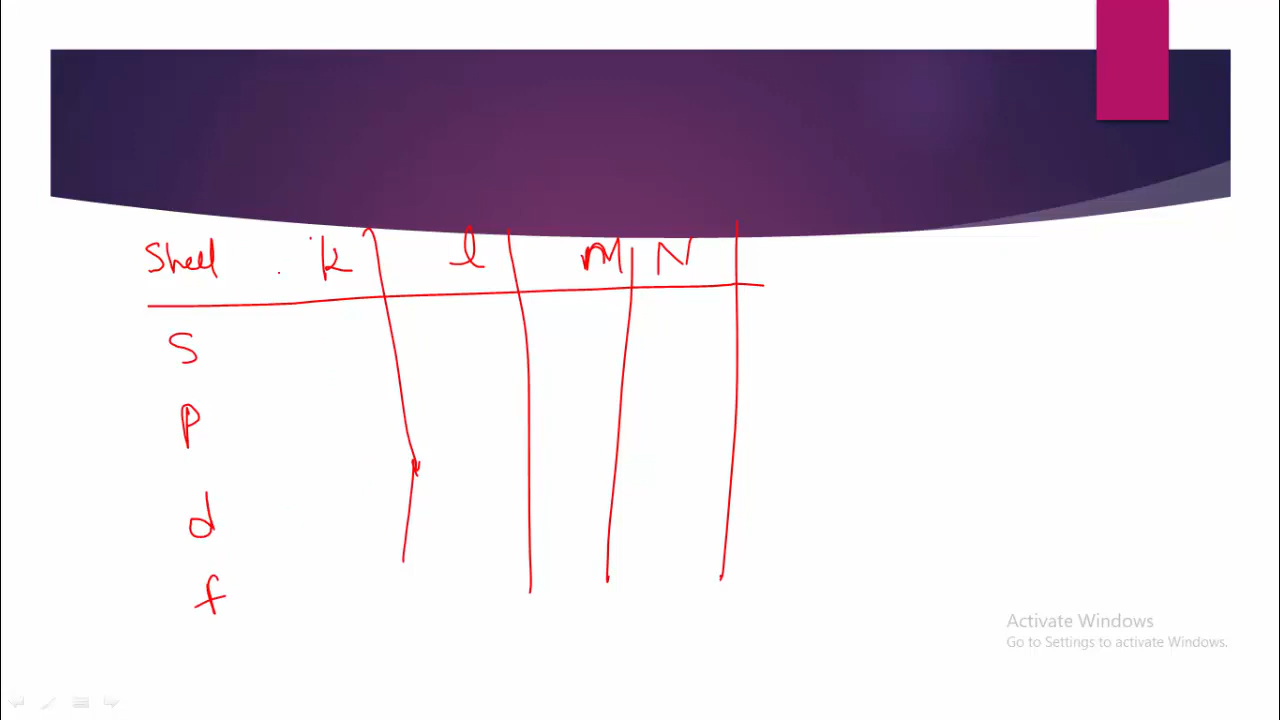 Shell k l M N
S
p
d
f
Activate Windows
Go to Settings to activate Windows.